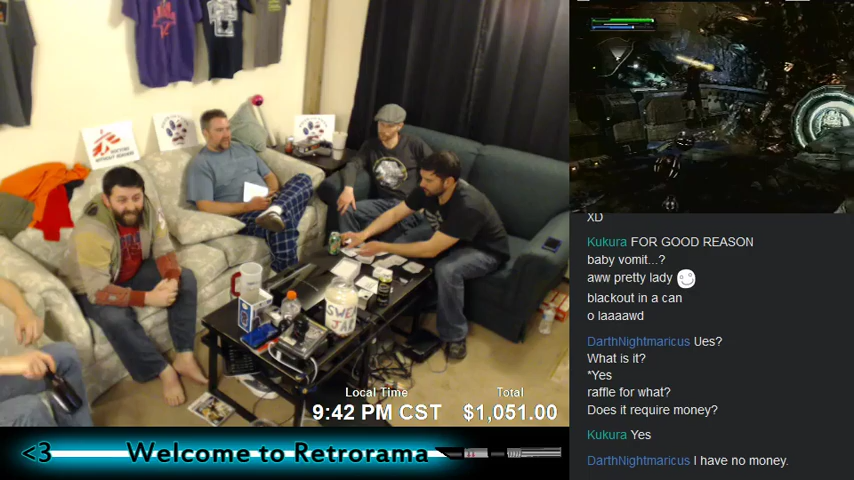 SWEAR
JAR
Local Time
Total
9:42 PM CST
$1,051.00
<3
Welcome to Retrorama
XD
Kukura FOR GOOD REASON
baby vomit...?
aww pretty lady
blackout in a can
o laaaawd
DarthNightmaricus Ues?
What is it?
*Yes
raffle for what?
Does it require money?
Kukura Yes
DarthNightmaricus I have no money.